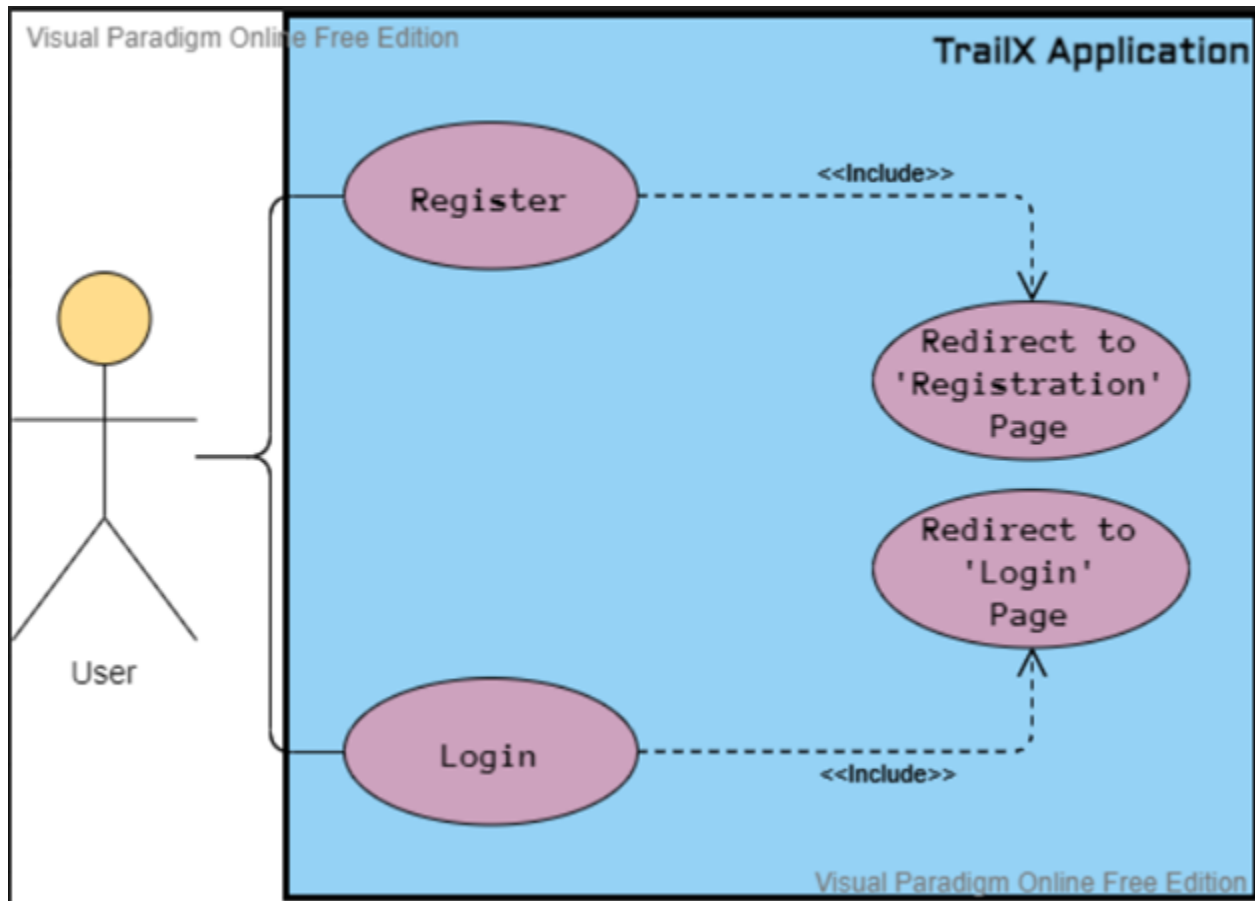 Visual Paradigm Online Free Edition
TrailX Application
Register
<<Include>>
Redirect to
'Registration'
Page
Redirect to
'Login'
Page
User
Login
<<Include>>
Visual Paradigm Online Free Edition